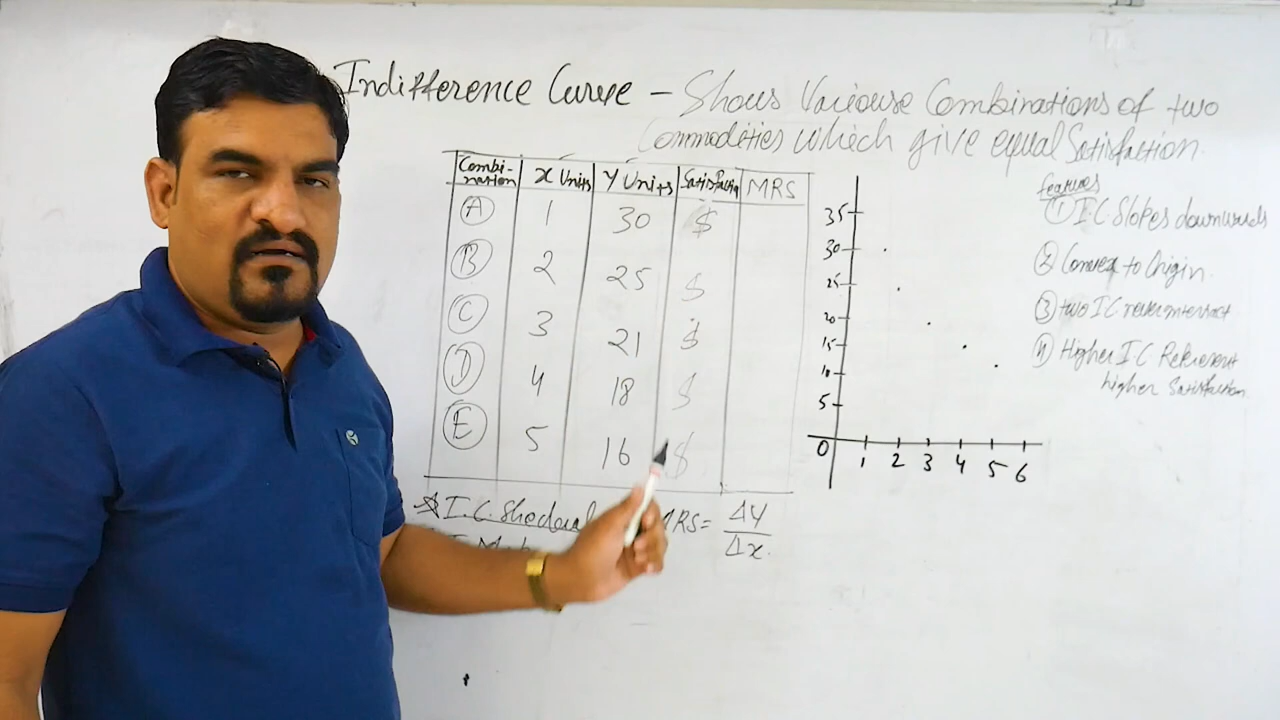 Indifference Curve – Shows Variouse Combinations of two
Commodities which give equal Satisfaction.
Combi-nation X Units Y Units Satisfaction MRS
A 1 30 $
B 2 25 $
C 3 21 $
D 4 18 $
E 5 16 $
I.C. MRS = ΔY/Δx
35
30
25
20
15
10
5
0 1 2 3 4 5 6
features
① I.C Slopes downwards
② Convex to Origin.
③ two IC never intersect
④ Higher IC Represent
higher Satisfaction.